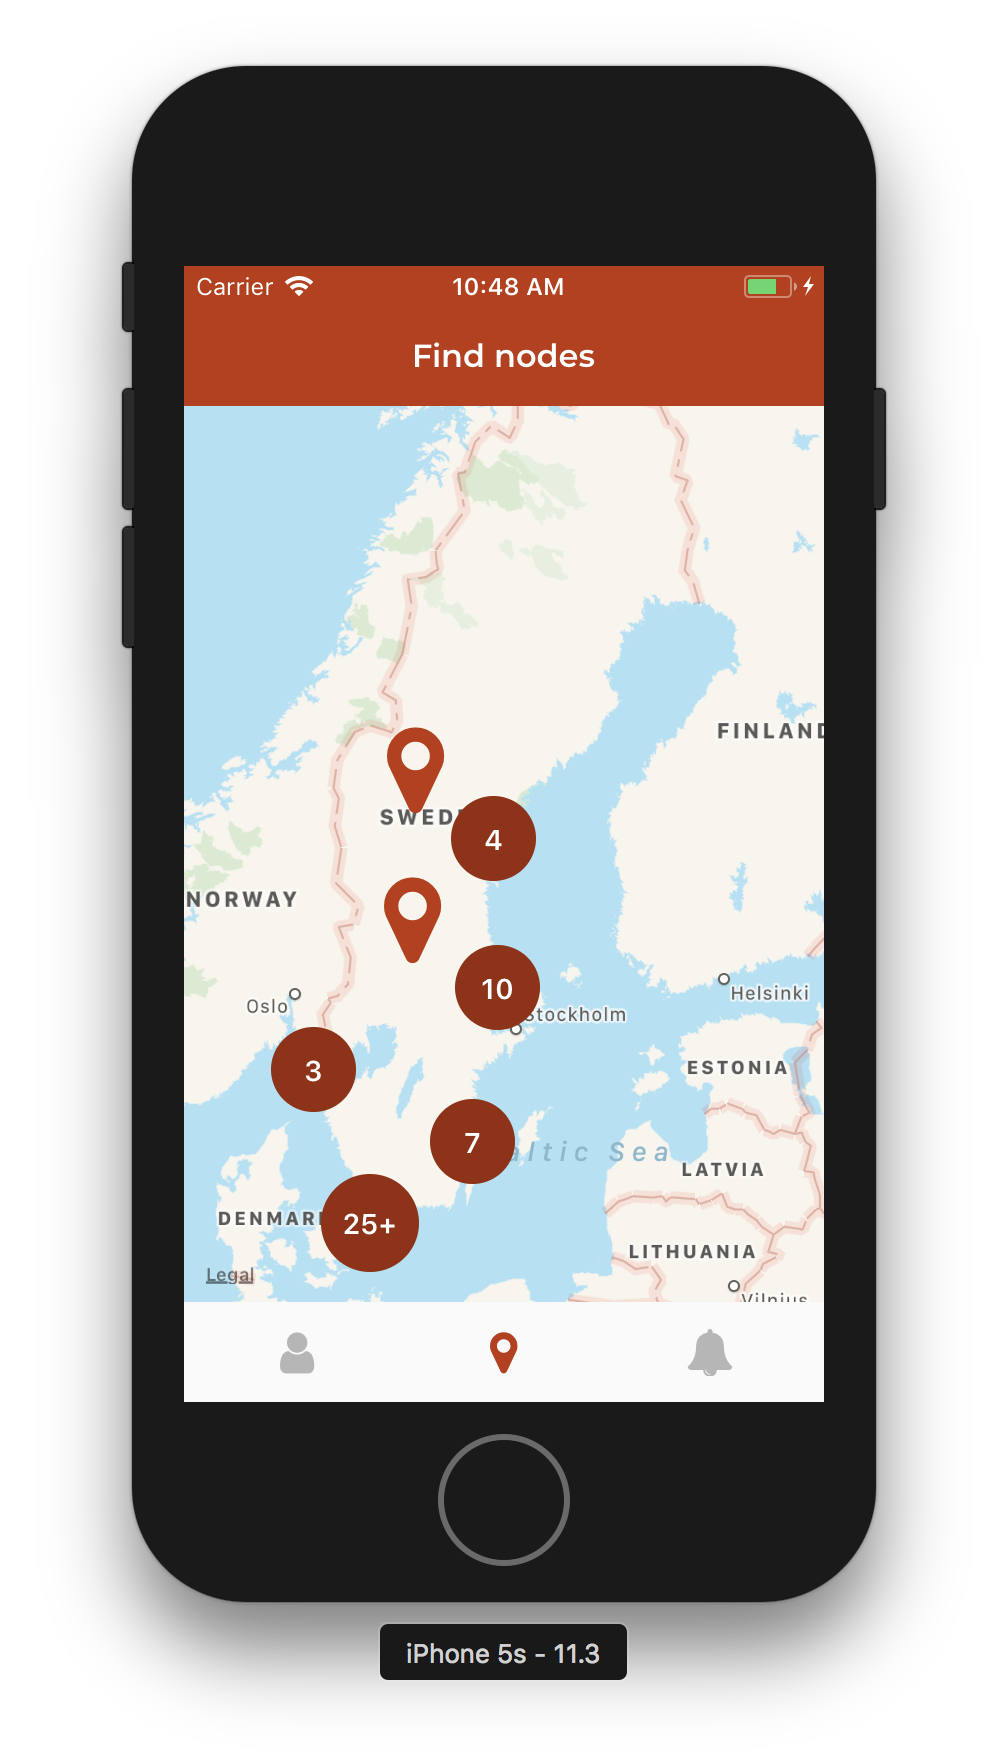 Carrier 10:48 AM
Find nodes
FINLAND
SWED
4
NORWAY
10
Helsinki
Oslo
Stockholm
3
ESTONIA
7
altic Sea
LATVIA
DENMAR
25+
LITHUANIA
Legal
Vilnius
iPhone 5s - 11.3